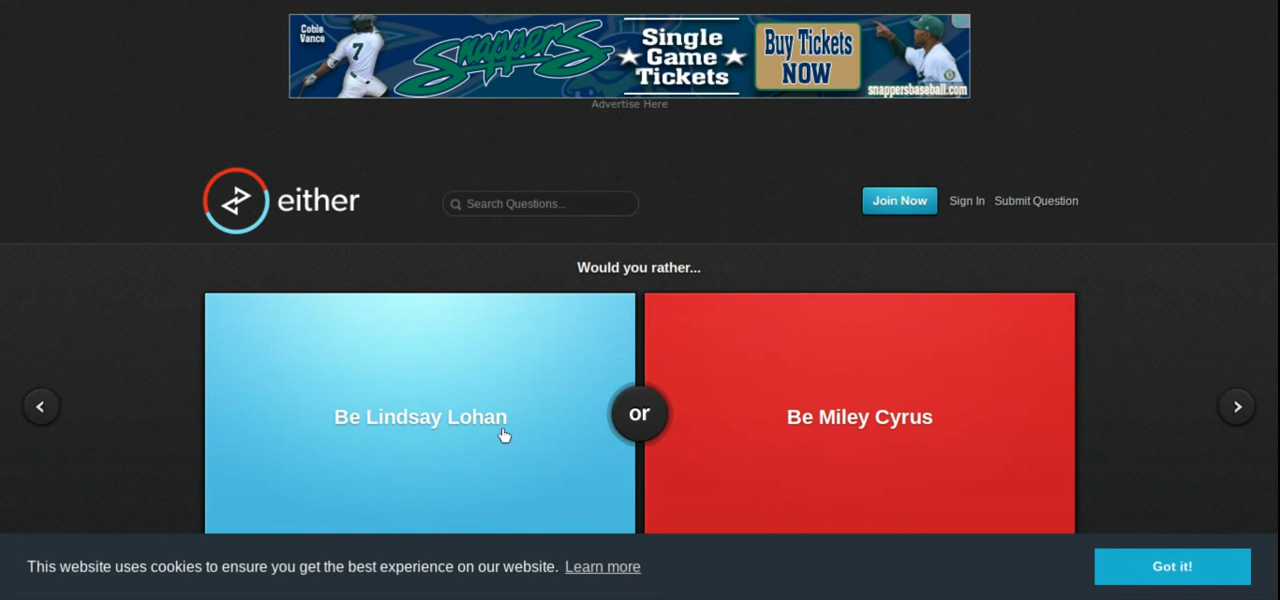 Cobie
Vance
7
Snappers
Single
Game
Tickets
Buy Tickets
NOW
snappersbaseball.com
Advertise Here
either
Search Questions...
Join Now
Sign In
Submit Question
Would you rather...
Be Lindsay Lohan
or
Be Miley Cyrus
This website uses cookies to ensure you get the best experience on our website. Learn more
Got it!